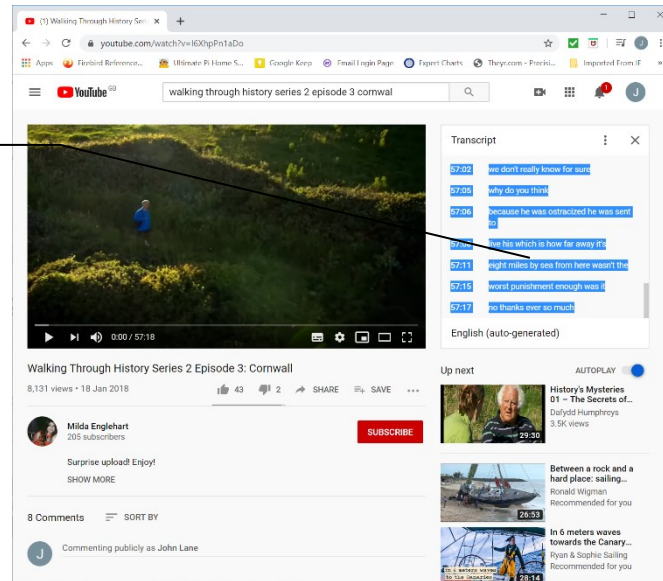 (1) Walking Through History Seri
youtube.com/watch?v=I6XhpPn1aDo
Apps Firebird Reference... Ultimate Pi Home S... Google Keep Email Login Page Expert Charts Theyr.com - Precisi... Imported From IE »
YouTube GB
walking through history series 2 episode 3 cornwal
1
J
Transcript
57:02 we don't really know for sure
57:05 why do you think
57:06 because he was ostracized he was sent
to
live his which is how far away it's
57:11 eight miles by sea from here wasn't the
57:15 worst punishment enough was it
57:17 no thanks ever so much
English (auto-generated)
0:00 / 57:18
Walking Through History Series 2 Episode 3: Cornwall
8,131 views • 18 Jan 2018
43 2 SHARE SAVE
Milda Englehart
205 subscribers
SUBSCRIBE
Surprise upload! Enjoy!
SHOW MORE
8 Comments SORT BY
J Commenting publicly as John Lane
Up next AUTOPLAY
History's Mysteries
01 – The Secrets of...
Dafydd Humphreys
3.5K views
29:30
Between a rock and a
hard place: sailing...
Ronald Wigman
Recommended for you
26:53
In 6 meters waves
towards the Canary...
Ryan & Sophie Sailing
Recommended for you
In 6 meters waves
to the Canaries
28:14